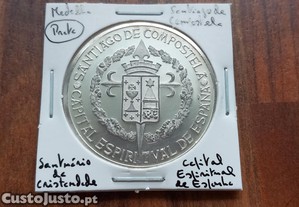 Medalha
Prata
Santiago de
Compostela
SANTIAGO DE COMPOSTELA
CAPITAL ESPIRITVAL DE ESPAÑA
Santuário
da
Cristandade
Capital
Espiritual
de Espanha
CustoJusto.pt